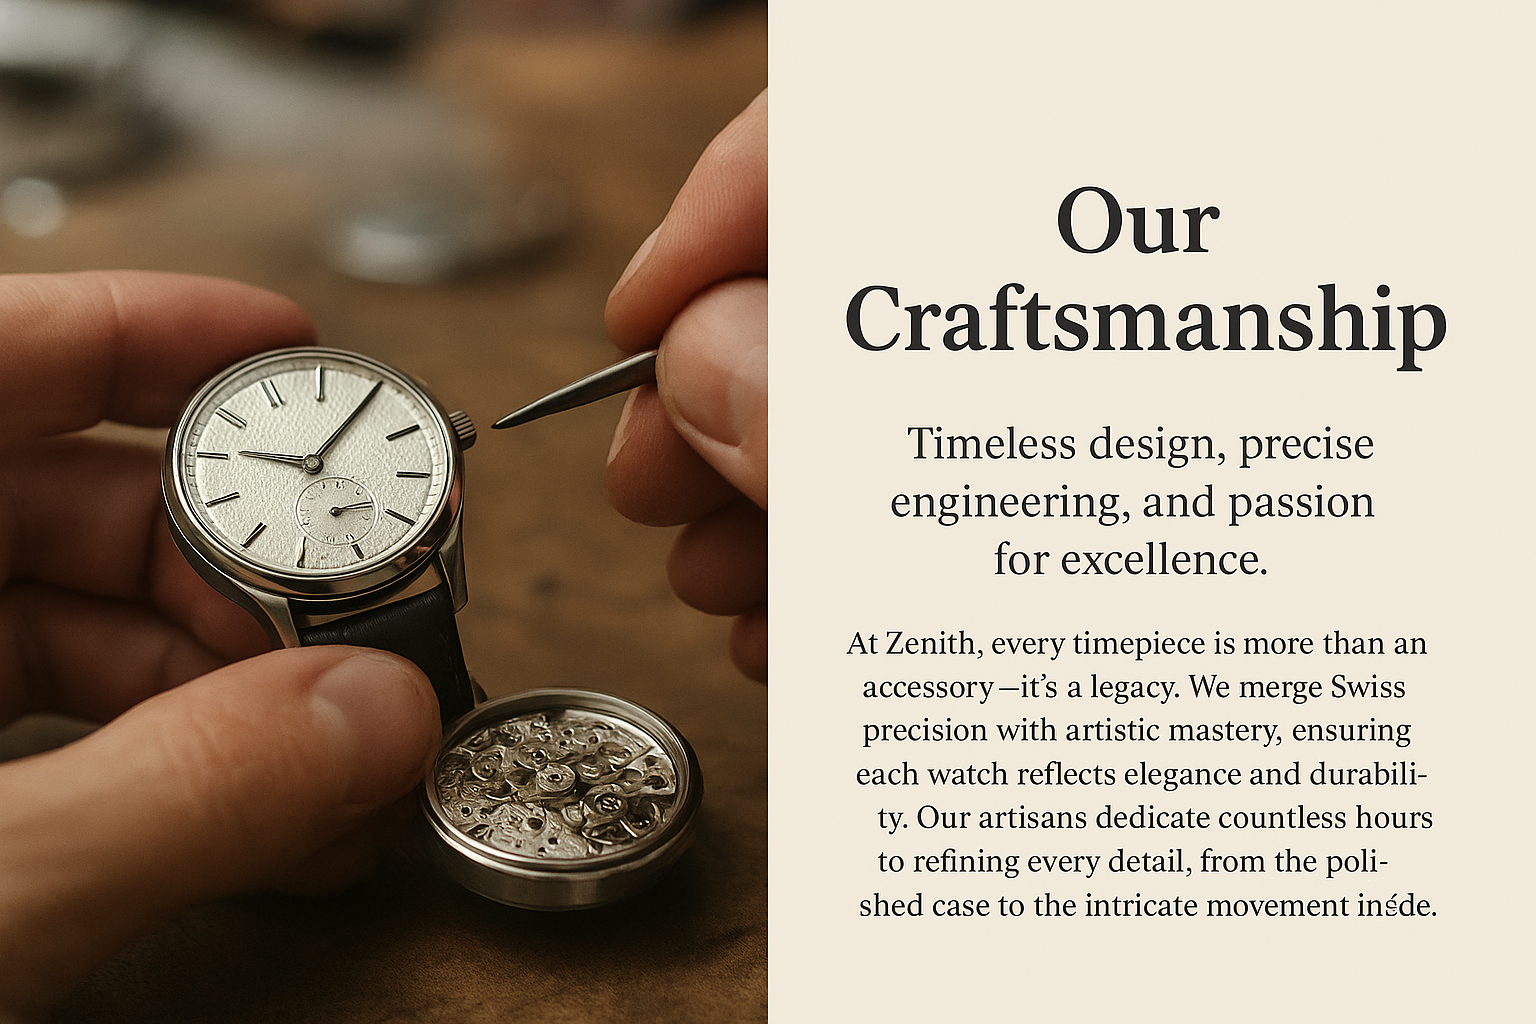 Our
Craftsmanship
Timeless design, precise
engineering, and passion
for excellence.
At Zenith, every timepiece is more than an
accessory—it’s a legacy. We merge Swiss
precision with artistic mastery, ensuring
each watch reflects elegance and durabili-
ty. Our artisans dedicate countless hours
to refining every detail, from the poli-
shed case to the intricate movement